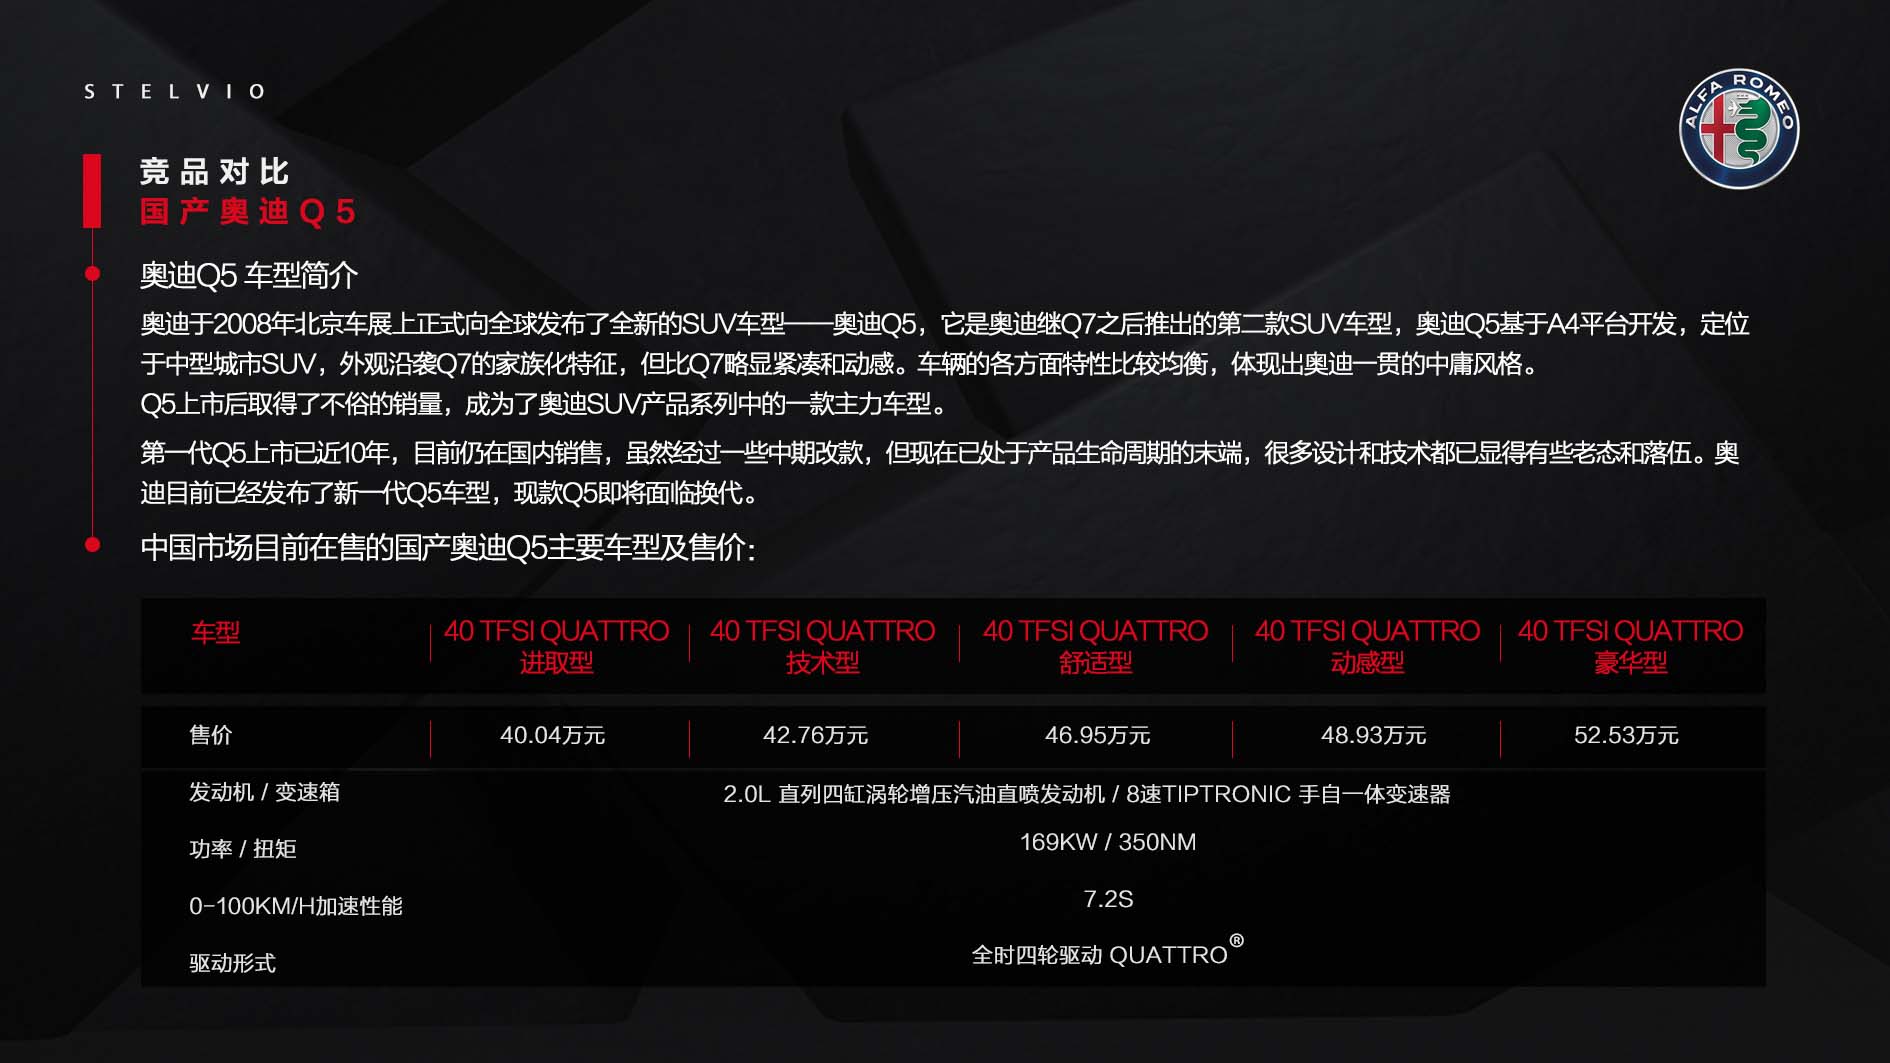 STELVIO
ALFA ROMEO
竞品对比
国产奥迪Q5
奥迪Q5 车型简介
奥迪于2008年北京车展上正式向全球发布了全新的SUV车型——奥迪Q5，它是奥迪继Q7之后推出的第二款SUV车型，奥迪Q5基于A4平台开发，定位
于中型城市SUV，外观沿袭Q7的家族化特征，但比Q7略显紧凑和动感。车辆的各方面特性比较均衡，体现出奥迪一贯的中庸风格。
Q5上市后取得了不俗的销量，成为了奥迪SUV产品系列中的一款主力车型。
第一代Q5上市已近10年，目前仍在国内销售，虽然经过一些中期改款，但现在已处于产品生命周期的末端，很多设计和技术都已显得有些老态和落伍。奥
迪目前已经发布了新一代Q5车型，现款Q5即将面临换代。
中国市场目前在售的国产奥迪Q5主要车型及售价：
车型 40 TFSI QUATTRO 40 TFSI QUATTRO 40 TFSI QUATTRO 40 TFSI QUATTRO 40 TFSI QUATTRO
进取型 技术型 舒适型 动感型 豪华型
售价 40.04万元 42.76万元 46.95万元 48.93万元 52.53万元
发动机 / 变速箱 2.0L 直列四缸涡轮增压汽油直喷发动机 / 8速TIPTRONIC 手自一体变速器
功率 / 扭矩 169KW / 350NM
0-100KM/H加速性能 7.2S
驱动形式 全时四轮驱动 QUATTRO®